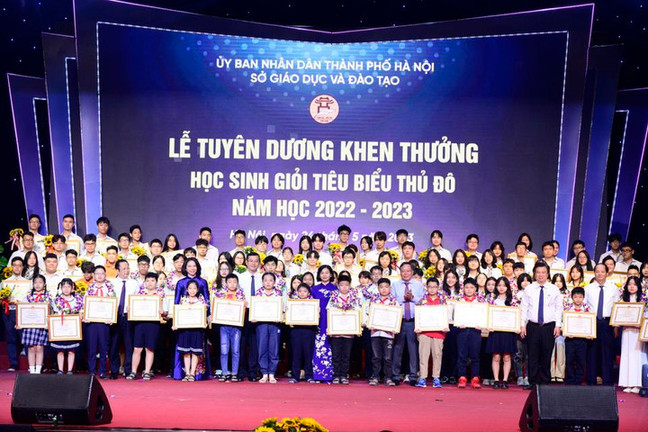 ỦY BAN NHÂN DÂN THÀNH PHỐ HÀ NỘI
SỞ GIÁO DỤC VÀ ĐÀO TẠO
LỄ TUYÊN DƯƠNG KHEN THƯỞNG
HỌC SINH GIỎI TIÊU BIỂU THỦ ĐÔ
NĂM HỌC 2022 - 2023
ngày